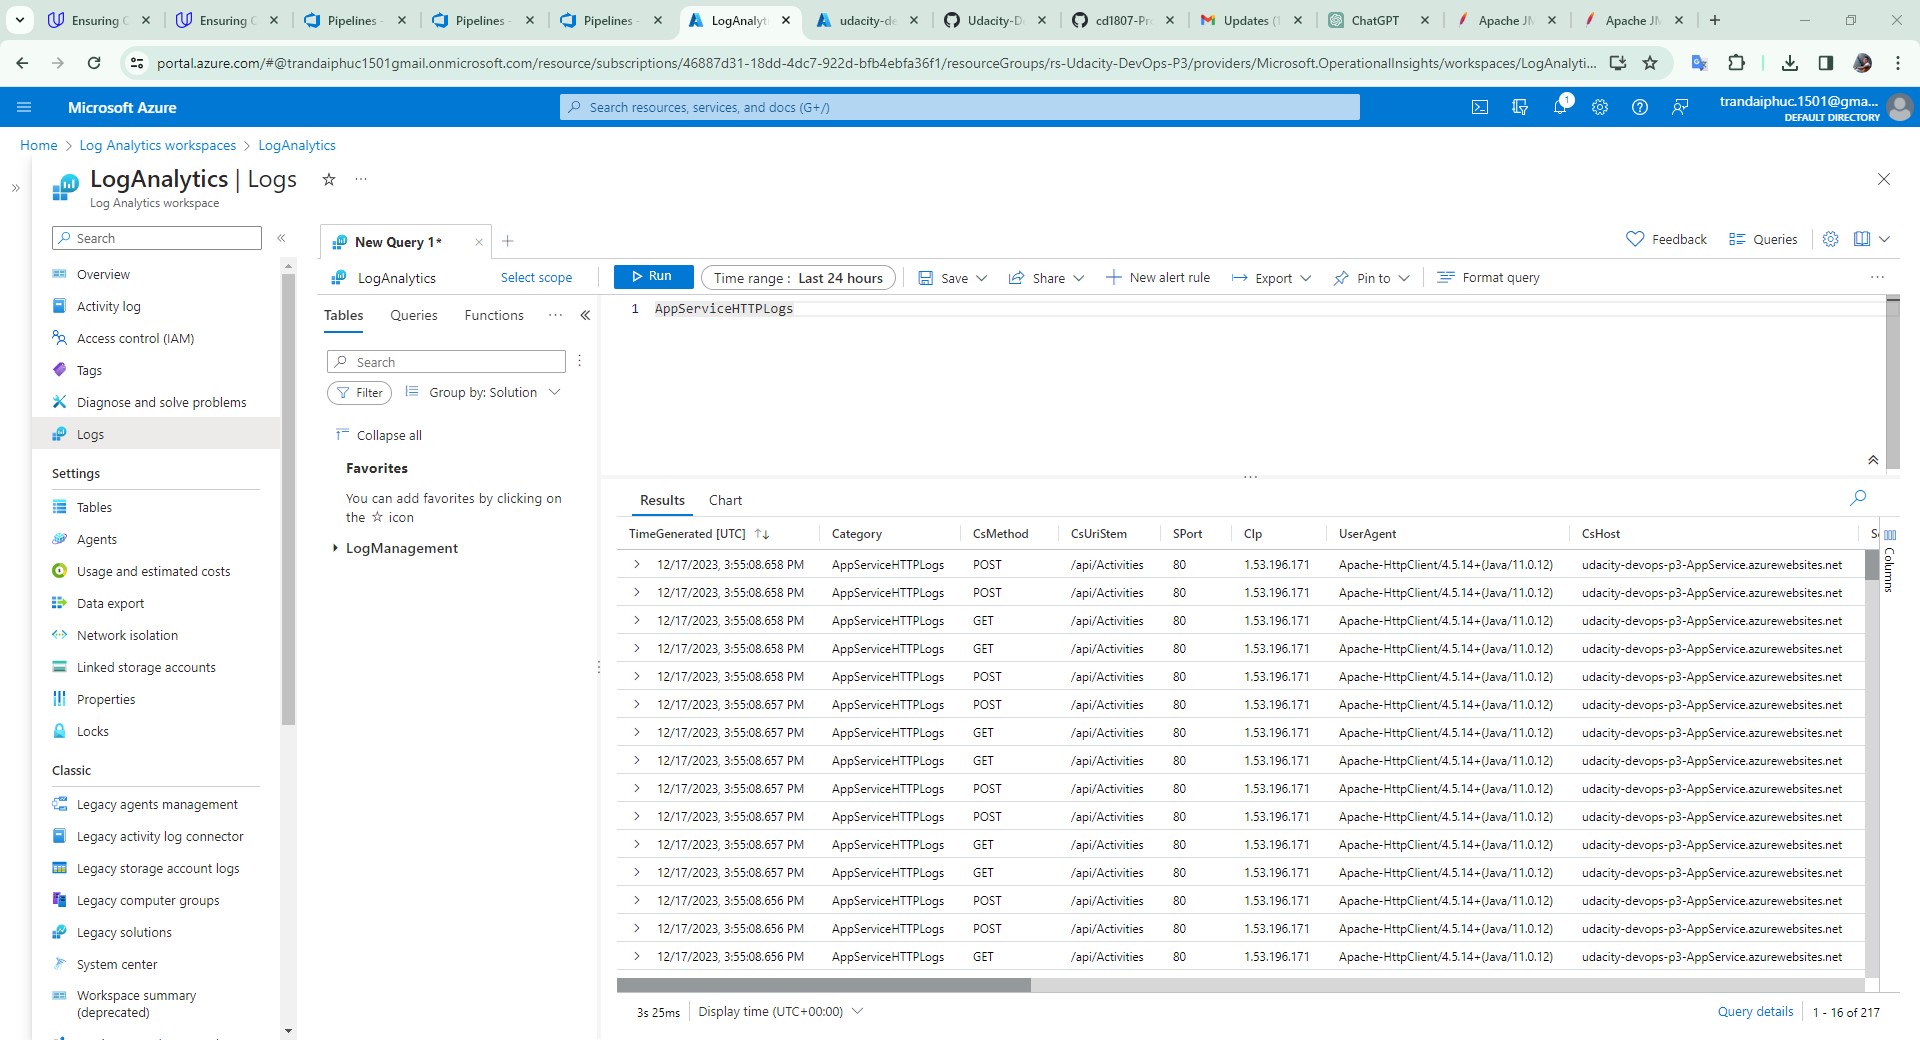 Ensuring C
Ensuring C
Pipelines -
Pipelines -
Pipelines -
LogAnalyti
udacity-de
Udacity-D
cd1807-Pro
Updates (1
ChatGPT
Apache JM
Apache JM
portal.azure.com/#@trandaiphuc1501gmail.onmicrosoft.com/resource/subscriptions/46887d31-18dd-4dc7-922d-bfb4ebfa36f1/resourceGroups/rs-Udacity-DevOps-P3/providers/Microsoft.OperationalInsights/workspaces/LogAnalyti...
Microsoft Azure
Search resources, services, and docs (G+/)
1
trandaiphuc.1501@gma...
DEFAULT DIRECTORY
Home > Log Analytics workspaces > LogAnalytics
LogAnalytics | Logs
Log Analytics workspace
Search
Overview
Activity log
Access control (IAM)
Tags
Diagnose and solve problems
Logs
Settings
Tables
Agents
Usage and estimated costs
Data export
Network isolation
Linked storage accounts
Properties
Locks
Classic
Legacy agents management
Legacy activity log connector
Legacy storage account logs
Legacy computer groups
Legacy solutions
System center
Workspace summary
(deprecated)
New Query 1*
Feedback
Queries
LogAnalytics
Select scope
Run
Time range : Last 24 hours
Save
Share
New alert rule
Export
Pin to
Format query
Tables
Queries
Functions
Search
Filter
Group by: Solution
Collapse all
Favorites
You can add favorites by clicking on
the ☆ icon
LogManagement
1 AppServiceHTTPLogs
Results
Chart
TimeGenerated [UTC] Category CsMethod CsUriStem SPort CIp UserAgent CsHost
12/17/2023, 3:55:08.658 PM AppServiceHTTPLogs POST /api/Activities 80 1.53.196.171 Apache-HttpClient/4.5.14+(Java/11.0.12) udacity-devops-p3-AppService.azurewebsites.net
12/17/2023, 3:55:08.658 PM AppServiceHTTPLogs POST /api/Activities 80 1.53.196.171 Apache-HttpClient/4.5.14+(Java/11.0.12) udacity-devops-p3-AppService.azurewebsites.net
12/17/2023, 3:55:08.658 PM AppServiceHTTPLogs GET /api/Activities 80 1.53.196.171 Apache-HttpClient/4.5.14+(Java/11.0.12) udacity-devops-p3-AppService.azurewebsites.net
12/17/2023, 3:55:08.658 PM AppServiceHTTPLogs GET /api/Activities 80 1.53.196.171 Apache-HttpClient/4.5.14+(Java/11.0.12) udacity-devops-p3-AppService.azurewebsites.net
12/17/2023, 3:55:08.658 PM AppServiceHTTPLogs POST /api/Activities 80 1.53.196.171 Apache-HttpClient/4.5.14+(Java/11.0.12) udacity-devops-p3-AppService.azurewebsites.net
12/17/2023, 3:55:08.657 PM AppServiceHTTPLogs POST /api/Activities 80 1.53.196.171 Apache-HttpClient/4.5.14+(Java/11.0.12) udacity-devops-p3-AppService.azurewebsites.net
12/17/2023, 3:55:08.657 PM AppServiceHTTPLogs GET /api/Activities 80 1.53.196.171 Apache-HttpClient/4.5.14+(Java/11.0.12) udacity-devops-p3-AppService.azurewebsites.net
12/17/2023, 3:55:08.657 PM AppServiceHTTPLogs GET /api/Activities 80 1.53.196.171 Apache-HttpClient/4.5.14+(Java/11.0.12) udacity-devops-p3-AppService.azurewebsites.net
12/17/2023, 3:55:08.657 PM AppServiceHTTPLogs POST /api/Activities 80 1.53.196.171 Apache-HttpClient/4.5.14+(Java/11.0.12) udacity-devops-p3-AppService.azurewebsites.net
12/17/2023, 3:55:08.657 PM AppServiceHTTPLogs POST /api/Activities 80 1.53.196.171 Apache-HttpClient/4.5.14+(Java/11.0.12) udacity-devops-p3-AppService.azurewebsites.net
12/17/2023, 3:55:08.657 PM AppServiceHTTPLogs GET /api/Activities 80 1.53.196.171 Apache-HttpClient/4.5.14+(Java/11.0.12) udacity-devops-p3-AppService.azurewebsites.net
12/17/2023, 3:55:08.657 PM AppServiceHTTPLogs GET /api/Activities 80 1.53.196.171 Apache-HttpClient/4.5.14+(Java/11.0.12) udacity-devops-p3-AppService.azurewebsites.net
12/17/2023, 3:55:08.656 PM AppServiceHTTPLogs POST /api/Activities 80 1.53.196.171 Apache-HttpClient/4.5.14+(Java/11.0.12) udacity-devops-p3-AppService.azurewebsites.net
12/17/2023, 3:55:08.656 PM AppServiceHTTPLogs POST /api/Activities 80 1.53.196.171 Apache-HttpClient/4.5.14+(Java/11.0.12) udacity-devops-p3-AppService.azurewebsites.net
12/17/2023, 3:55:08.656 PM AppServiceHTTPLogs GET /api/Activities 80 1.53.196.171 Apache-HttpClient/4.5.14+(Java/11.0.12) udacity-devops-p3-AppService.azurewebsites.net
Columns
3s 25ms
Display time (UTC+00:00)
Query details
1 - 16 of 217